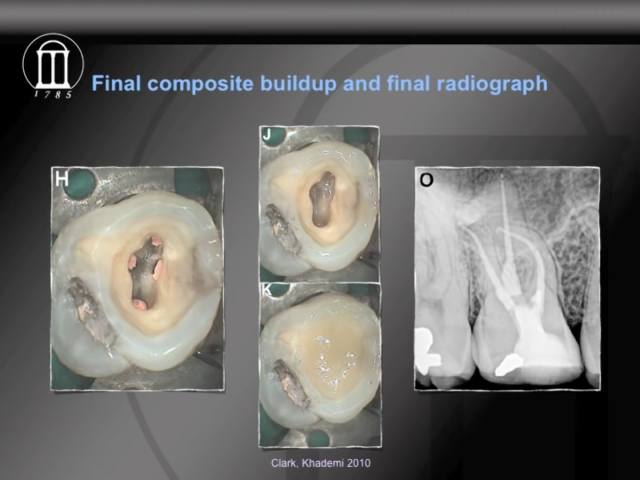 1785
Final composite buildup and final radiograph
H
J
K
O
Clark, Khademi 2010